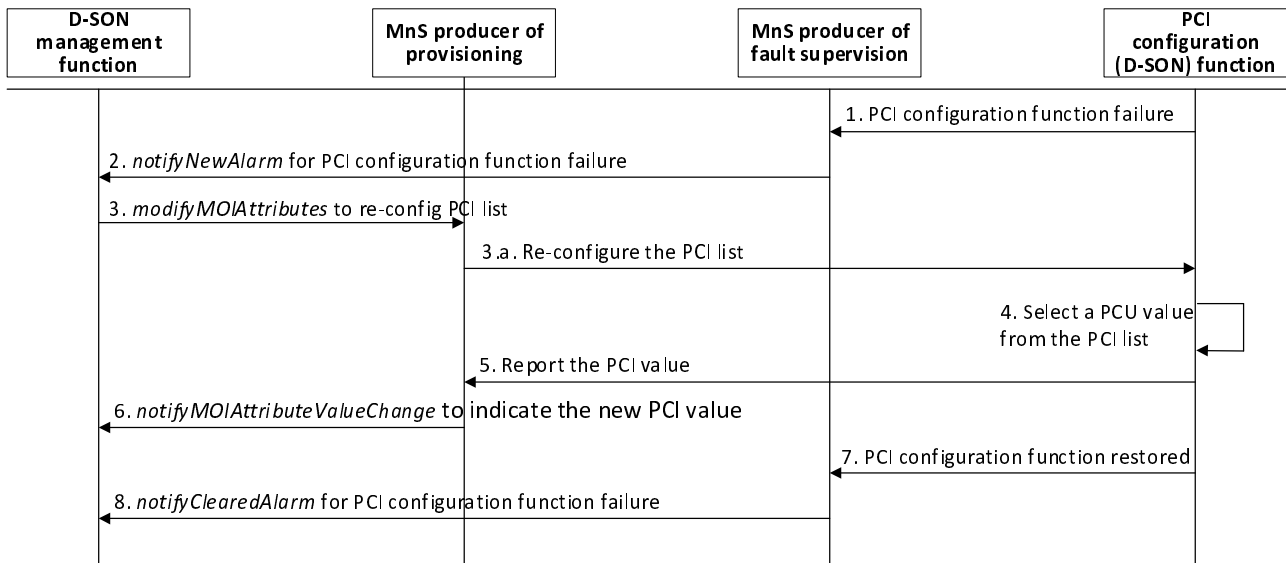 D-SON
management
function
MnS producer of
provisioning
MnS producer of
fault supervision
PCI
configuration
(D-SON) function
1. PCI configuration function failure
2. notifyNewAlarm for PCI configuration function failure
3. modifyMOIAttributes to re-config PCI list
3.a. Re-configure the PCI list
4. Select a PCU value
from the PCI list
5. Report the PCI value
6. notifyMOIAttributeValueChange to indicate the new PCI value
7. PCI configuration function restored
8. notifyClearedAlarm for PCI configuration function failure